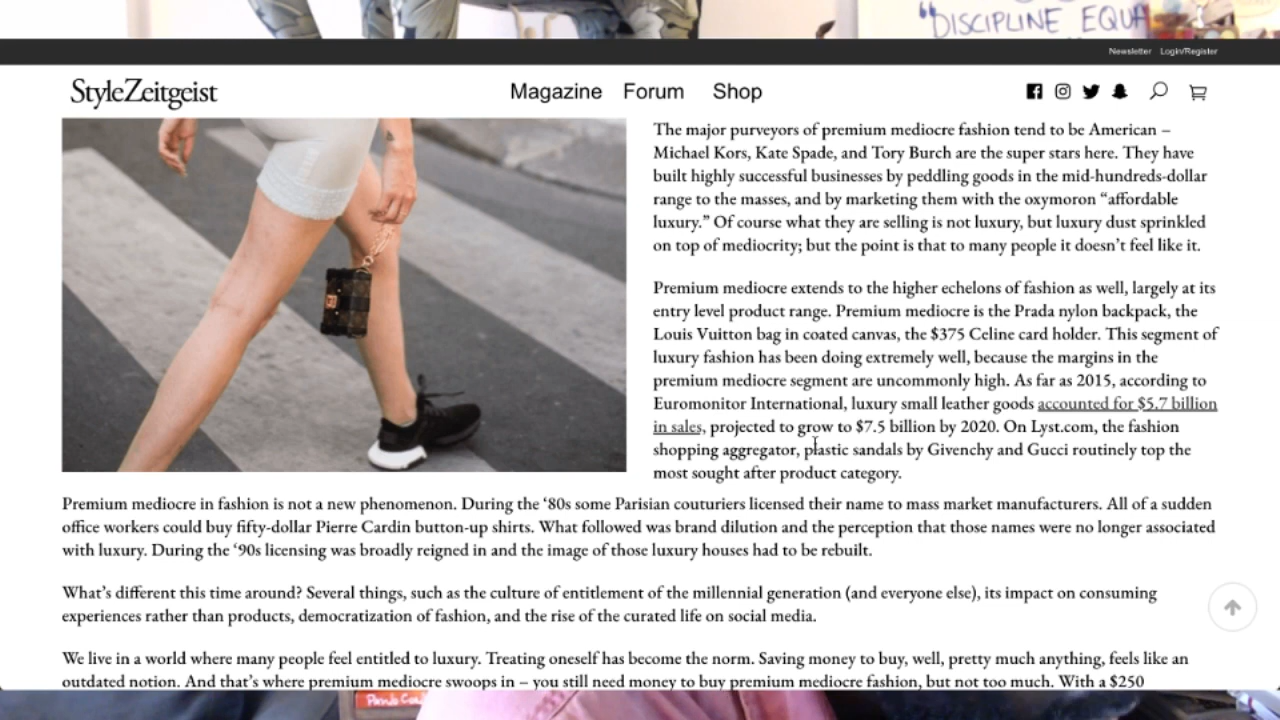 “DISCIPLINE EQUA
Newsletter Login/Register
StyleZeitgeist
Magazine Forum Shop
The major purveyors of premium mediocre fashion tend to be American –
Michael Kors, Kate Spade, and Tory Burch are the super stars here. They have
built highly successful businesses by peddling goods in the mid-hundreds-dollar
range to the masses, and by marketing them with the oxymoron “affordable
luxury.” Of course what they are selling is not luxury, but luxury dust sprinkled
on top of mediocrity; but the point is that to many people it doesn’t feel like it.
Premium mediocre extends to the higher echelons of fashion as well, largely at its
entry level product range. Premium mediocre is the Prada nylon backpack, the
Louis Vuitton bag in coated canvas, the $375 Celine card holder. This segment of
luxury fashion has been doing extremely well, because the margins in the
premium mediocre segment are uncommonly high. As far as 2015, according to
Euromonitor International, luxury small leather goods accounted for $5.7 billion
in sales, projected to grow to $7.5 billion by 2020. On Lyst.com, the fashion
shopping aggregator, plastic sandals by Givenchy and Gucci routinely top the
most sought after product category.
Premium mediocre in fashion is not a new phenomenon. During the ‘80s some Parisian couturiers licensed their name to mass market manufacturers. All of a sudden
office workers could buy fifty-dollar Pierre Cardin button-up shirts. What followed was brand dilution and the perception that those names were no longer associated
with luxury. During the ‘90s licensing was broadly reigned in and the image of those luxury houses had to be rebuilt.
What’s different this time around? Several things, such as the culture of entitlement of the millennial generation (and everyone else), its impact on consuming
experiences rather than products, democratization of fashion, and the rise of the curated life on social media.
We live in a world where many people feel entitled to luxury. Treating oneself has become the norm. Saving money to buy, well, pretty much anything, feels like an
outdated notion. And that’s where premium mediocre swoops in – you still need money to buy premium mediocre fashion, but not too much. With a $250